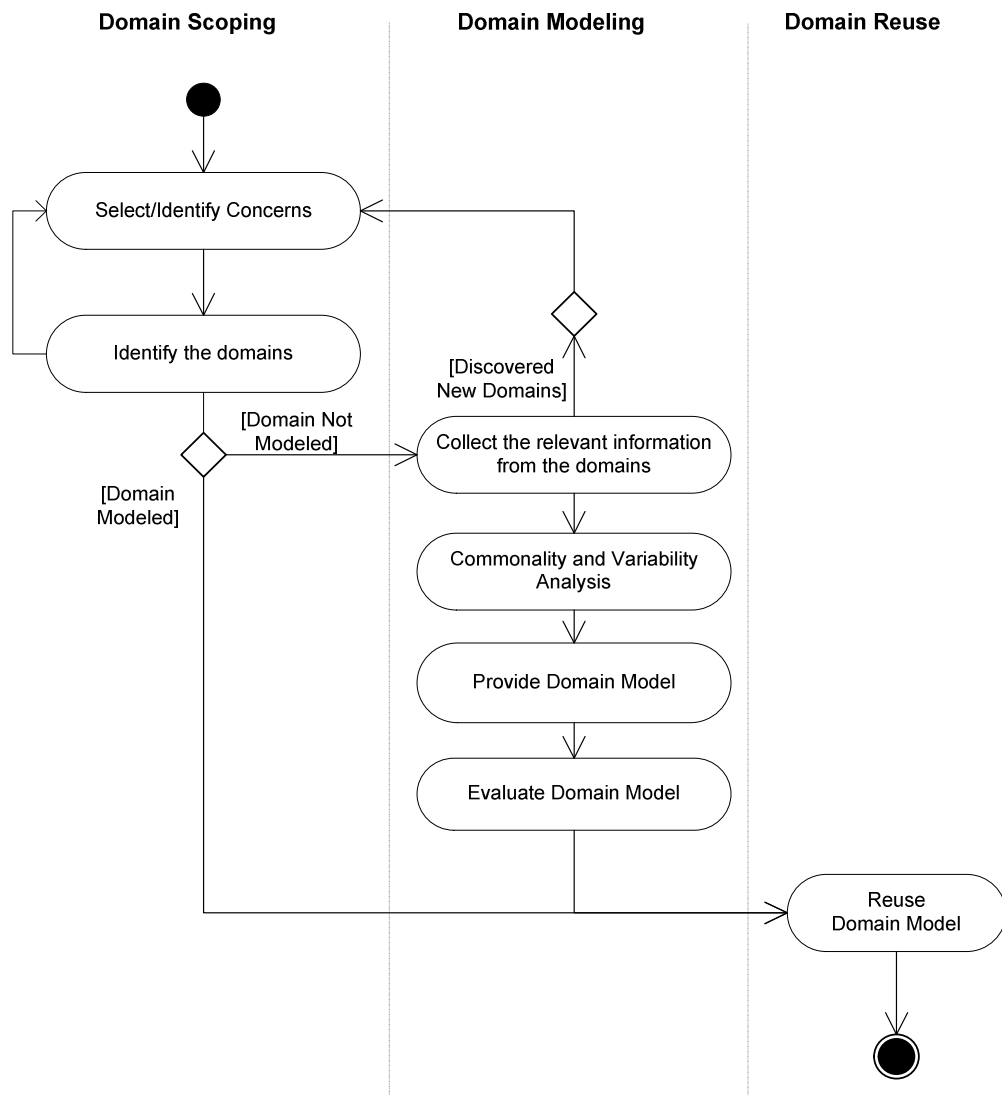 Domain Scoping
Domain Modeling
Domain Reuse
Select/Identify Concerns
Identify the domains
[Discovered
New Domains]
[Domain Not
Modeled]
Collect the relevant information
from the domains
[Domain
Modeled]
Commonality and Variability
Analysis
Provide Domain Model
Evaluate Domain Model
Reuse
Domain Model